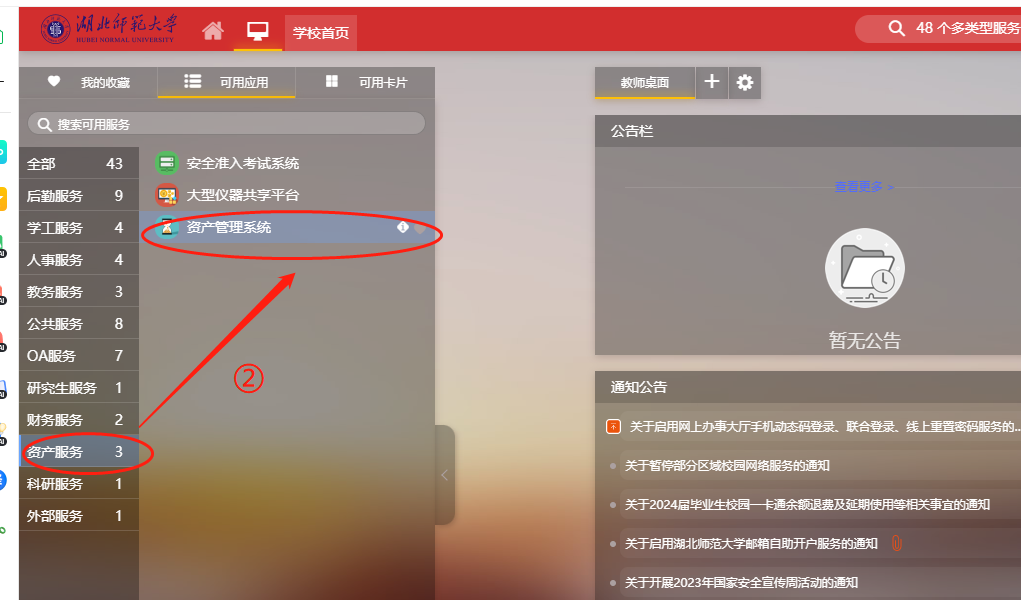 湖北师范大学
HUBEI NORMAL UNIVERSITY
学校首页
48 个多类型服务
我的收藏
可用应用
可用卡片
搜索可用服务
全部 43
后勤服务 9
学工服务 4
人事服务 4
教务服务 3
公共服务 8
OA服务 7
研究生服务 1
财务服务 2
资产服务 3
科研服务 1
外部服务 1
安全准入考试系统
大型仪器共享平台
资产管理系统
②
教师桌面
公告栏
查看更多 >
暂无公告
通知公告
关于启用网上办事大厅手机动态码登录、联合登录、线上重置密码服务的...
关于暂停部分区域校园网络服务的通知
关于2024届毕业生校园一卡通余额退费及延期使用等相关事宜的通知
关于启用湖北师范大学邮箱自助开户服务的通知
关于开展2023年国家安全宣传周活动的通知